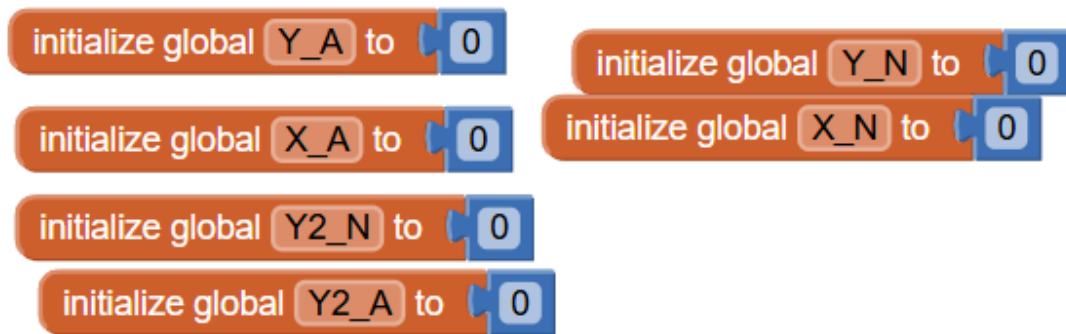 initialize global Y_A to 0
initialize global X_A to 0
initialize global Y2_N to 0
initialize global Y2_A to 0
initialize global Y_N to 0
initialize global X_N to 0